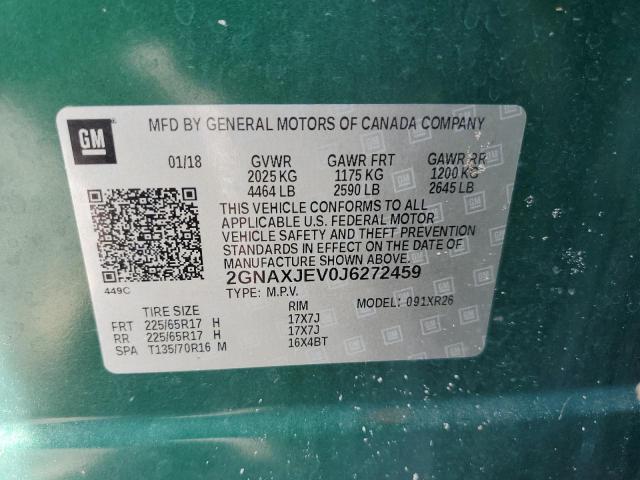 GM
MFD BY GENERAL MOTORS OF CANADA COMPANY
01/18 GVWR GAWR FRT GAWR RR
2025 KG 1175 KG 1200 KG
4464 LB 2590 LB 2645 LB
THIS VEHICLE CONFORMS TO ALL
APPLICABLE U.S. FEDERAL MOTOR
VEHICLE SAFETY AND THEFT PREVENTION
STANDARDS IN EFFECT ON THE DATE OF
MANUFACTURE SHOWN ABOVE.
2GNAXJEV0J6272459
449C
TYPE: M.P.V. MODEL: 091XR26
TIRE SIZE RIM
FRT 225/65R17 H 17X7J
RR 225/65R17 H 17X7J
SPA T135/70R16 M 16X4BT